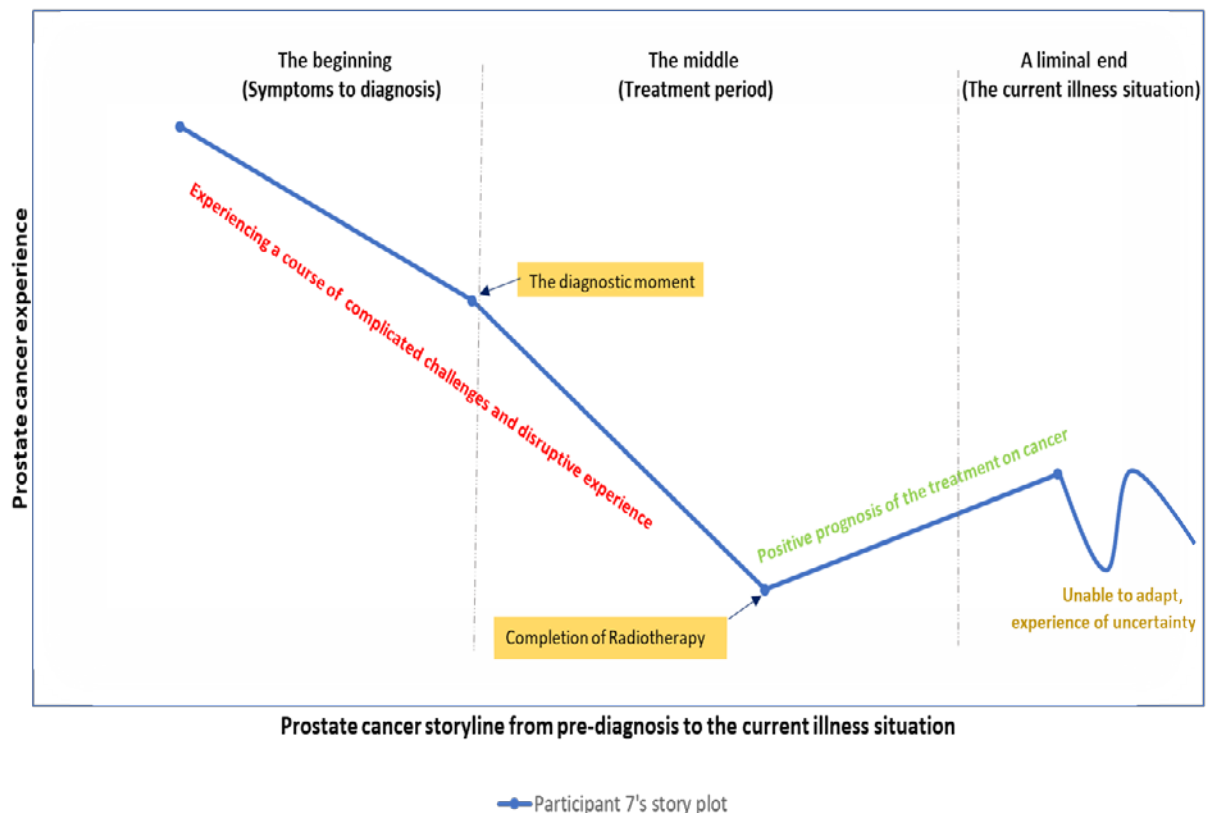 The beginning
(Symptoms to diagnosis)
The middle
(Treatment period)
A liminal end
(The current illness situation)
Prostate cancer experience
Experiencing a course of complicated challenges and disruptive experience
The diagnostic moment
Positive prognosis of the treatment on cancer
Completion of Radiotherapy
Unable to adapt,
experience of uncertainty
Prostate cancer storyline from pre-diagnosis to the current illness situation
Participant 7's story plot